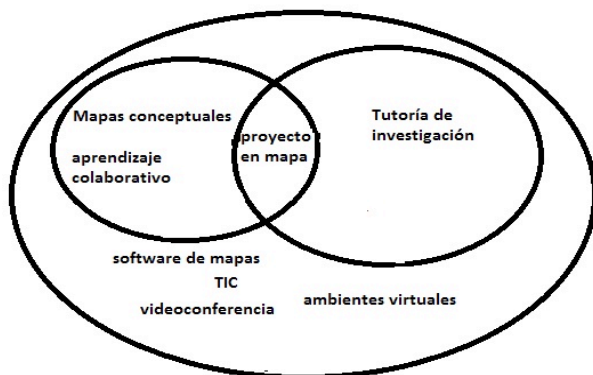 Mapas conceptuales
aprendizaje
colaborativo
proyecto
en mapa
Tutoría de
investigación
software de mapas
TIC
videoconferencia
ambientes virtuales